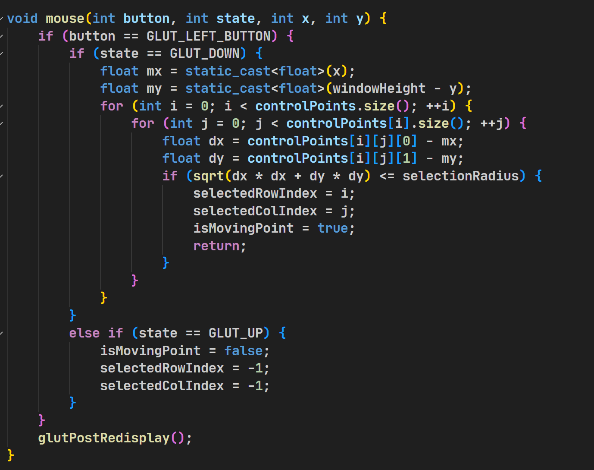 void mouse(int button, int state, int x, int y) {
    if (button == GLUT_LEFT_BUTTON) {
        if (state == GLUT_DOWN) {
            float mx = static_cast<float>(x);
            float my = static_cast<float>(windowHeight - y);
            for (int i = 0; i < controlPoints.size(); ++i) {
                for (int j = 0; j < controlPoints[i].size(); ++j) {
                    float dx = controlPoints[i][j][0] - mx;
                    float dy = controlPoints[i][j][1] - my;
                    if (sqrt(dx * dx + dy * dy) <= selectionRadius) {
                        selectedRowIndex = i;
                        selectedColIndex = j;
                        isMovingPoint = true;
                        return;
                    }
                }
            }
        }
        else if (state == GLUT_UP) {
            isMovingPoint = false;
            selectedRowIndex = -1;
            selectedColIndex = -1;
        }
    }
    glutPostRedisplay();
}